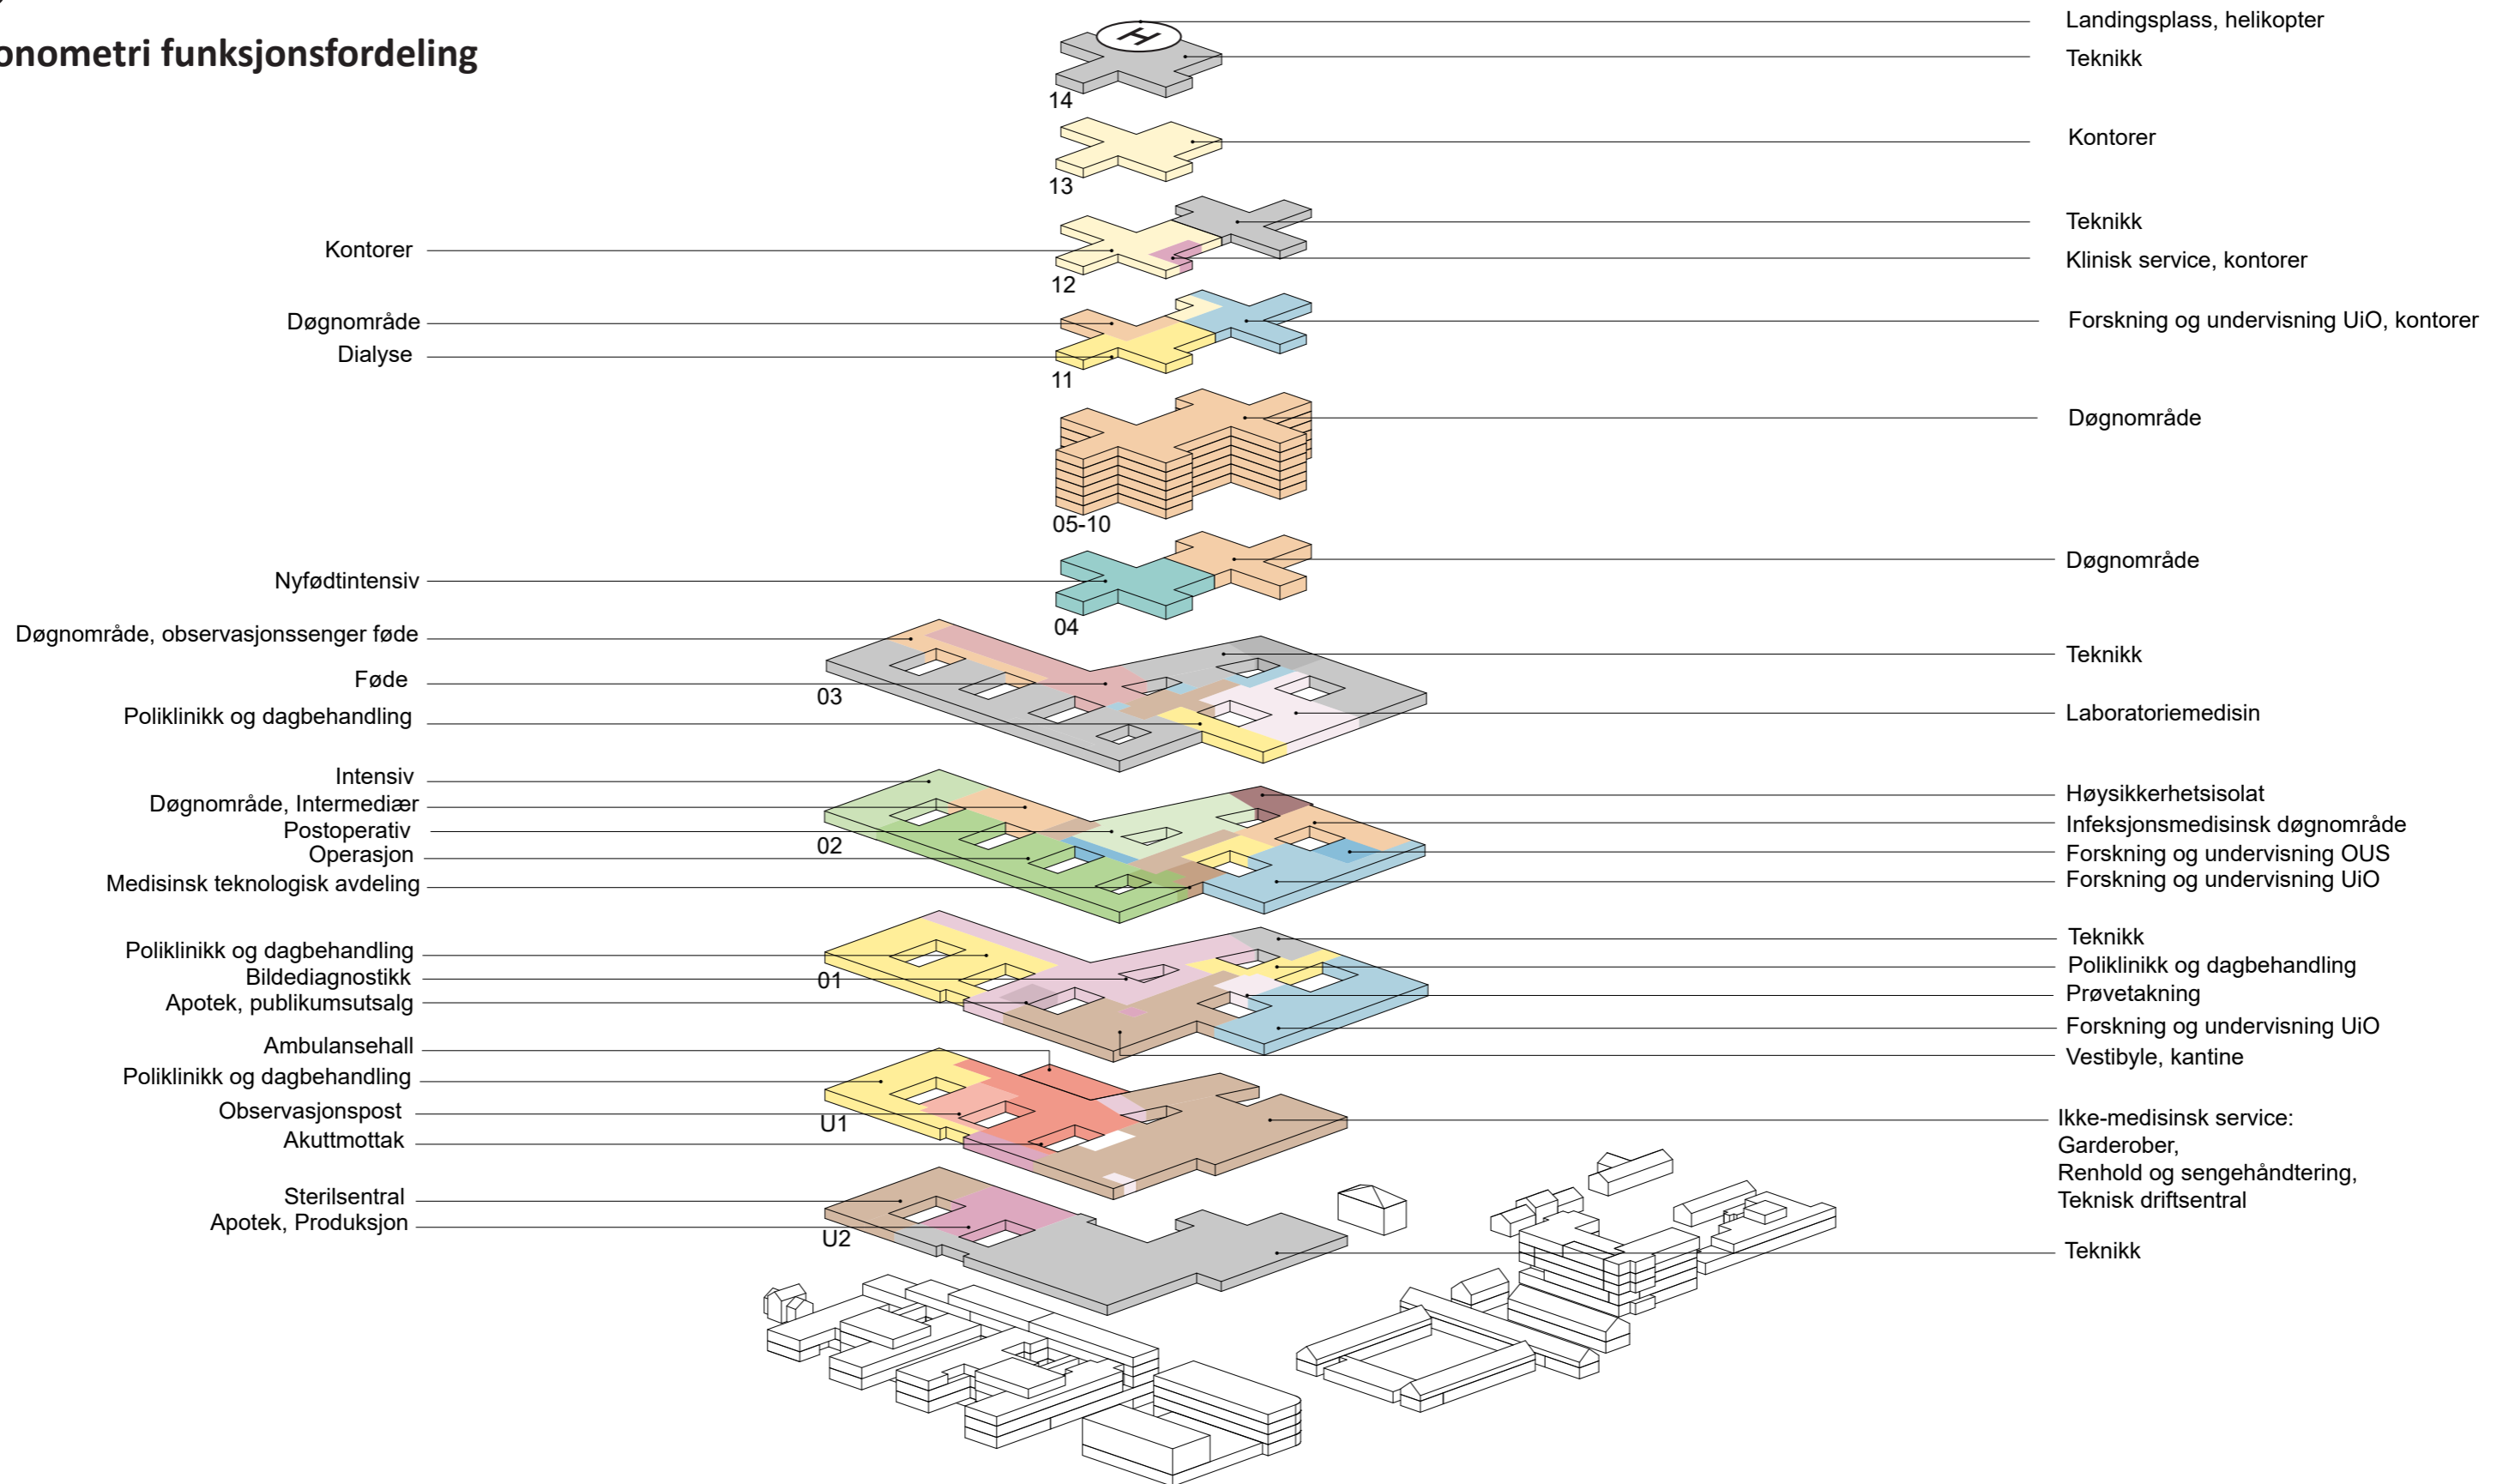 onometri funksjonsfordeling
Landingsplass, helikopter
Teknikk
14
Kontorer
13
Teknikk
Kontorer
Klinisk service, kontorer
12
Døgnområde
Forskning og undervisning UiO, kontorer
Dialyse
11
Døgnområde
05-10
Døgnområde
Nyfødtintensiv
04
Døgnområde, observasjonssenger føde
Teknikk
Føde
03
Laboratoriemedisin
Poliklinikk og dagbehandling
Intensiv
Døgnområde, Intermediær
Postoperativ
Operasjon
Medisinsk teknologisk avdeling
02
Høysikkerhetsisolat
Infeksjonsmedisinsk døgnområde
Forskning og undervisning OUS
Forskning og undervisning UiO
Poliklinikk og dagbehandling
Bildediagnostikk
Apotek, publikumsutsalg
01
Teknikk
Poliklinikk og dagbehandling
Prøvetakning
Forskning og undervisning UiO
Vestibyle, kantine
Ambulansehall
Poliklinikk og dagbehandling
Observasjonspost
Akuttmottak
U1
Ikke-medisinsk service:
Garderober,
Renhold og sengehåndtering,
Teknisk driftsentral
Sterilsentral
Apotek, Produksjon
U2
Teknikk
H